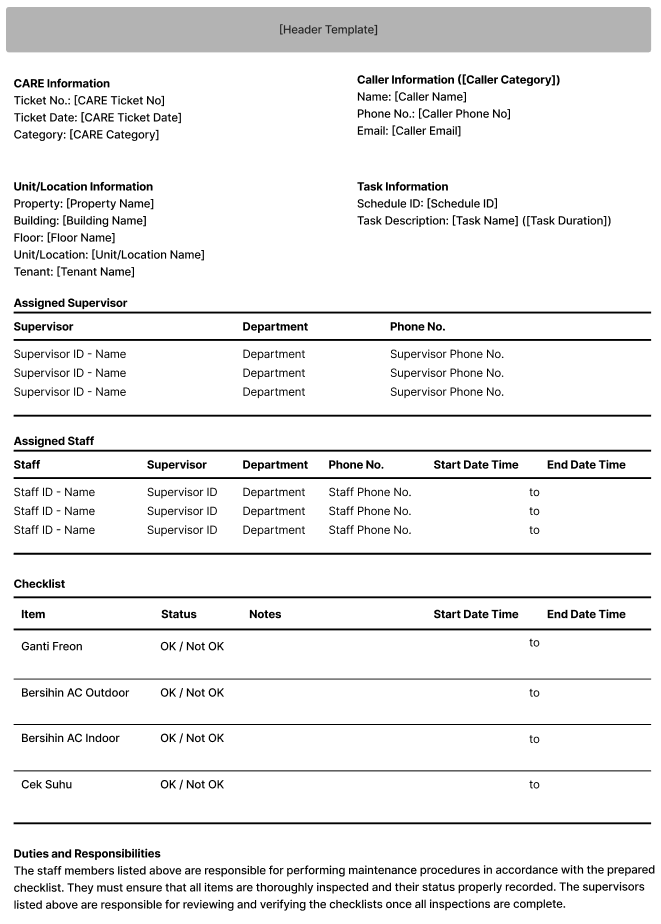 [Header Template]
CARE Information
Ticket No.: [CARE Ticket No]
Ticket Date: [CARE Ticket Date]
Category: [CARE Category]
Caller Information ([Caller Category])
Name: [Caller Name]
Phone No.: [Caller Phone No]
Email: [Caller Email]
Unit/Location Information
Property: [Property Name]
Building: [Building Name]
Floor: [Floor Name]
Unit/Location: [Unit/Location Name]
Tenant: [Tenant Name]
Task Information
Schedule ID: [Schedule ID]
Task Description: [Task Name] ([Task Duration])
Assigned Supervisor
Supervisor Department Phone No.
Supervisor ID - Name Department Supervisor Phone No.
Supervisor ID - Name Department Supervisor Phone No.
Supervisor ID - Name Department Supervisor Phone No.
Assigned Staff
Staff Supervisor Department Phone No. Start Date Time End Date Time
Staff ID - Name Supervisor ID Department Staff Phone No. to
Staff ID - Name Supervisor ID Department Staff Phone No. to
Staff ID - Name Supervisor ID Department Staff Phone No. to
Checklist
Item Status Notes Start Date Time End Date Time
Ganti Freon OK / Not OK to
Bersihin AC Outdoor OK / Not OK to
Bersihin AC Indoor OK / Not OK to
Cek Suhu OK / Not OK to
Duties and Responsibilities
The staff members listed above are responsible for performing maintenance procedures in accordance with the prepared
checklist. They must ensure that all items are thoroughly inspected and their status properly recorded. The supervisors
listed above are responsible for reviewing and verifying the checklists once all inspections are complete.